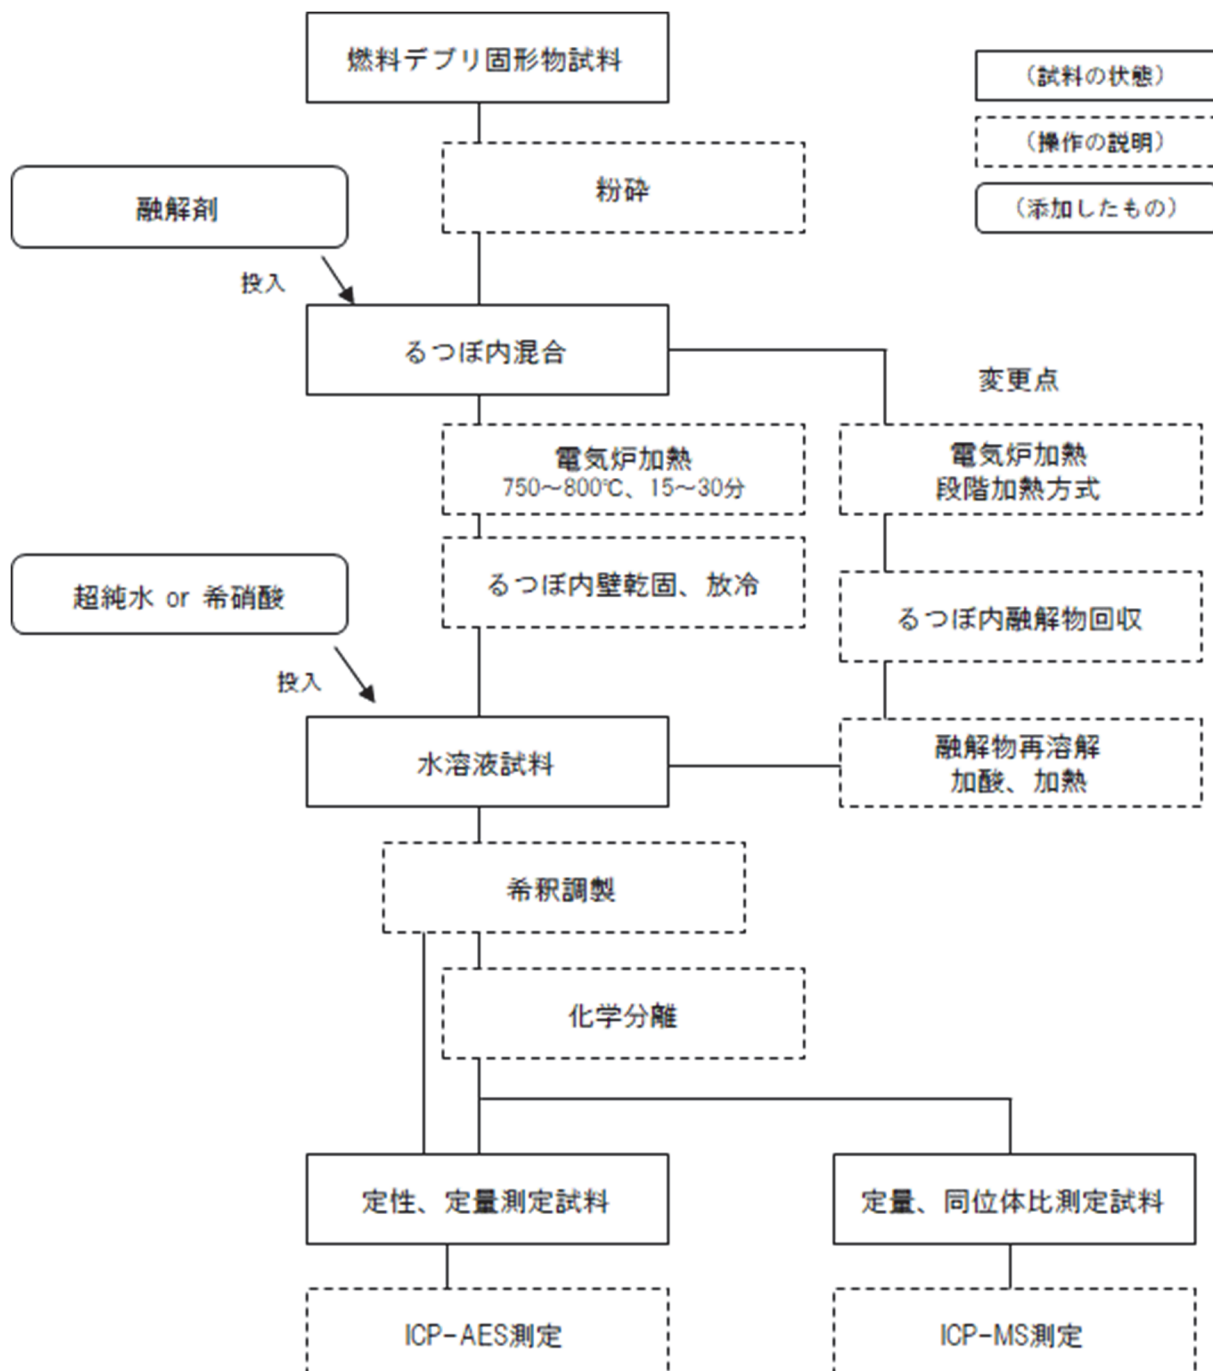 燃料デブリ固形物試料
（試料の状態）
（操作の説明）
（添加したもの）
粉砕
融解剤
投入
るつぼ内混合
変更点
電気炉加熱
750～800℃、15～30分
電気炉加熱
段階加熱方式
るつぼ内壁乾固、放冷
るつぼ内融解物回収
超純水 or 希硝酸
投入
水溶液試料
融解物再溶解
加酸、加熱
希釈調製
化学分離
定性、定量測定試料
定量、同位体比測定試料
ICP-AES測定
ICP-MS測定